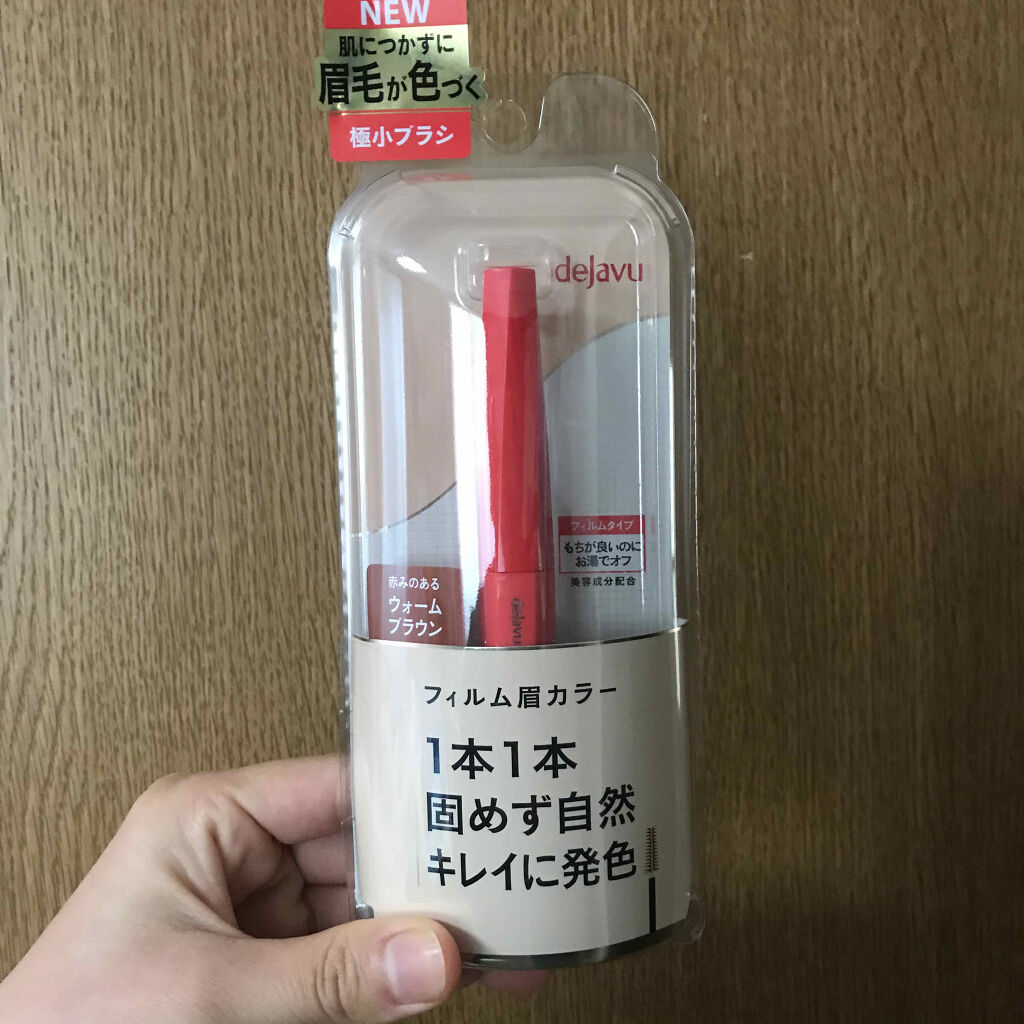 NEW
肌につかずに
眉毛が色づく
極小ブラシ
dejavu
フィルムタイプ
もちが良いのに
お湯でオフ
美容成分配合
赤みのある
ウォーム
ブラウン
dejavu
フィルム眉カラー
1本1本
固めず自然
キレイに発色